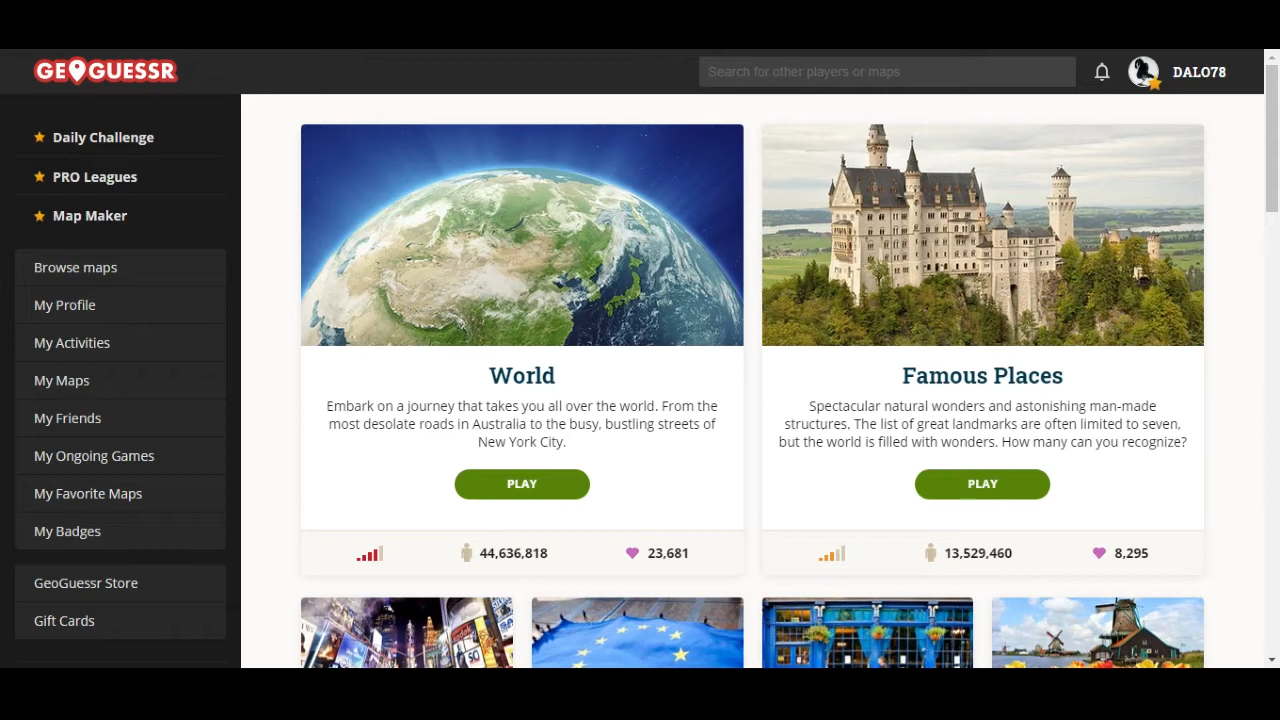 GEOGUESSR
Search for other players or maps
DALO78
Daily Challenge
PRO Leagues
Map Maker
Browse maps
My Profile
My Activities
My Maps
My Friends
My Ongoing Games
My Favorite Maps
My Badges
GeoGuessr Store
Gift Cards
World
Embark on a journey that takes you all over the world. From the
most desolate roads in Australia to the busy, bustling streets of
New York City.
PLAY
44,636,818
23,681
Famous Places
Spectacular natural wonders and astonishing man-made
structures. The list of great landmarks are often limited to seven,
but the world is filled with wonders. How many can you recognize?
PLAY
13,529,460
8,295